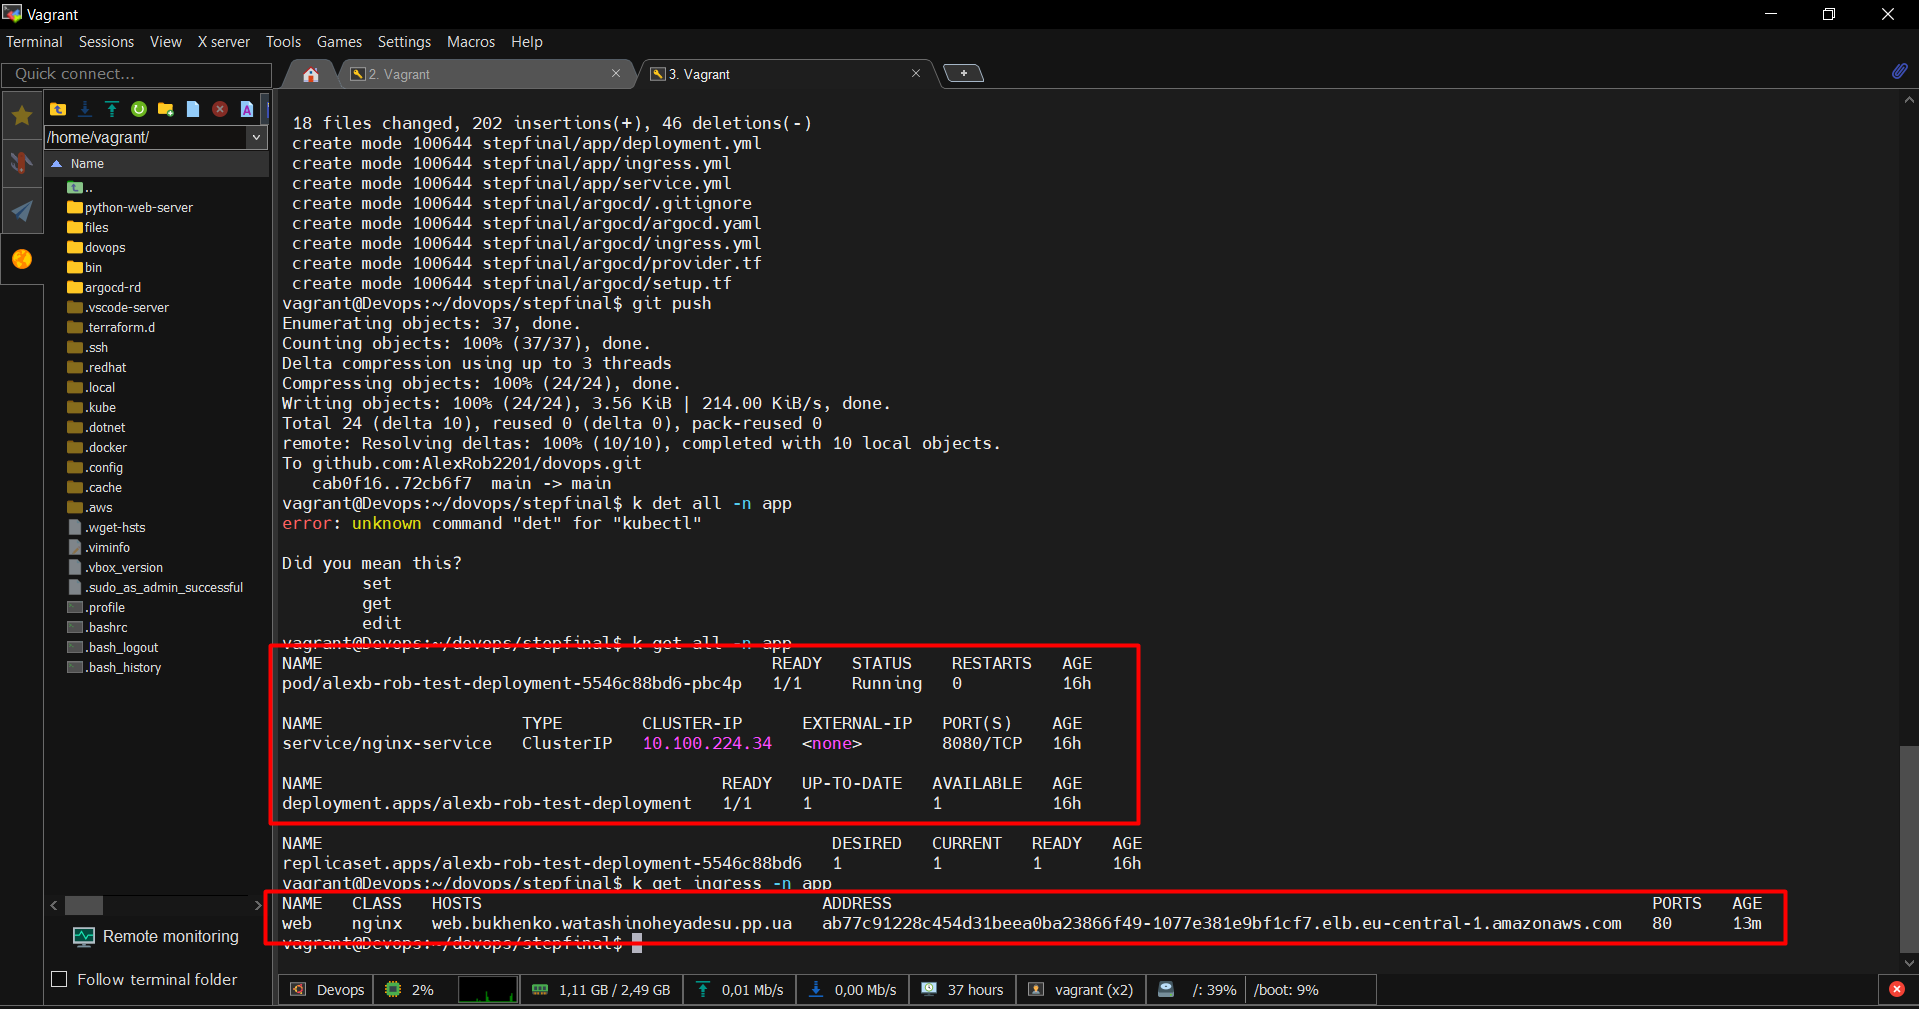 Vagrant
Terminal Sessions View X server Tools Games Settings Macros Help
Quick connect...
2. Vagrant
3. Vagrant
/home/vagrant/
Name
..
python-web-server
files
dovops
bin
argocd-rd
.vscode-server
.terraform.d
.ssh
.redhat
.local
.kube
.dotnet
.docker
.config
.cache
.aws
.wget-hsts
.viminfo
.vbox_version
.sudo_as_admin_successful
.profile
.bashrc
.bash_logout
.bash_history
Remote monitoring
Follow terminal folder
18 files changed, 202 insertions(+), 46 deletions(-)
create mode 100644 stepfinal/app/deployment.yml
create mode 100644 stepfinal/app/ingress.yml
create mode 100644 stepfinal/app/service.yml
create mode 100644 stepfinal/argocd/.gitignore
create mode 100644 stepfinal/argocd/argocd.yaml
create mode 100644 stepfinal/argocd/ingress.yml
create mode 100644 stepfinal/argocd/provider.tf
create mode 100644 stepfinal/argocd/setup.tf
vagrant@Devops:~/dovops/stepfinal$ git push
Enumerating objects: 37, done.
Counting objects: 100% (37/37), done.
Delta compression using up to 3 threads
Compressing objects: 100% (24/24), done.
Writing objects: 100% (24/24), 3.56 KiB | 214.00 KiB/s, done.
Total 24 (delta 10), reused 0 (delta 0), pack-reused 0
remote: Resolving deltas: 100% (10/10), completed with 10 local objects.
To github.com:AlexRob2201/dovops.git
cab0f16..72cb6f7 main -> main
vagrant@Devops:~/dovops/stepfinal$ k det all -n app
error: unknown command "det" for "kubectl"
Did you mean this?
set
get
edit
vagrant@Devops:~/dovops/stepfinal$ k get all -n app
NAME READY STATUS RESTARTS AGE
pod/alexb-rob-test-deployment-5546c88bd6-pbc4p 1/1 Running 0 16h
NAME TYPE CLUSTER-IP EXTERNAL-IP PORT(S) AGE
service/nginx-service ClusterIP 10.100.224.34 <none> 8080/TCP 16h
NAME READY UP-TO-DATE AVAILABLE AGE
deployment.apps/alexb-rob-test-deployment 1/1 1 1 16h
NAME DESIRED CURRENT READY AGE
replicaset.apps/alexb-rob-test-deployment-5546c88bd6 1 1 1 16h
vagrant@Devops:~/dovops/stepfinal$ k get ingress -n app
NAME CLASS HOSTS ADDRESS PORTS AGE
web nginx web.bukhenko.watashinoheyadesu.pp.ua ab77c91228c454d31beea0ba23866f49-1077e381e9bf1cf7.elb.eu-central-1.amazonaws.com 80 13m
vagrant@Devops:~/dovops/stepfinal$
Devops 2% 1,11 GB / 2,49 GB 0,01 Mb/s 0,00 Mb/s 37 hours vagrant (x2) /: 39% /boot: 9%